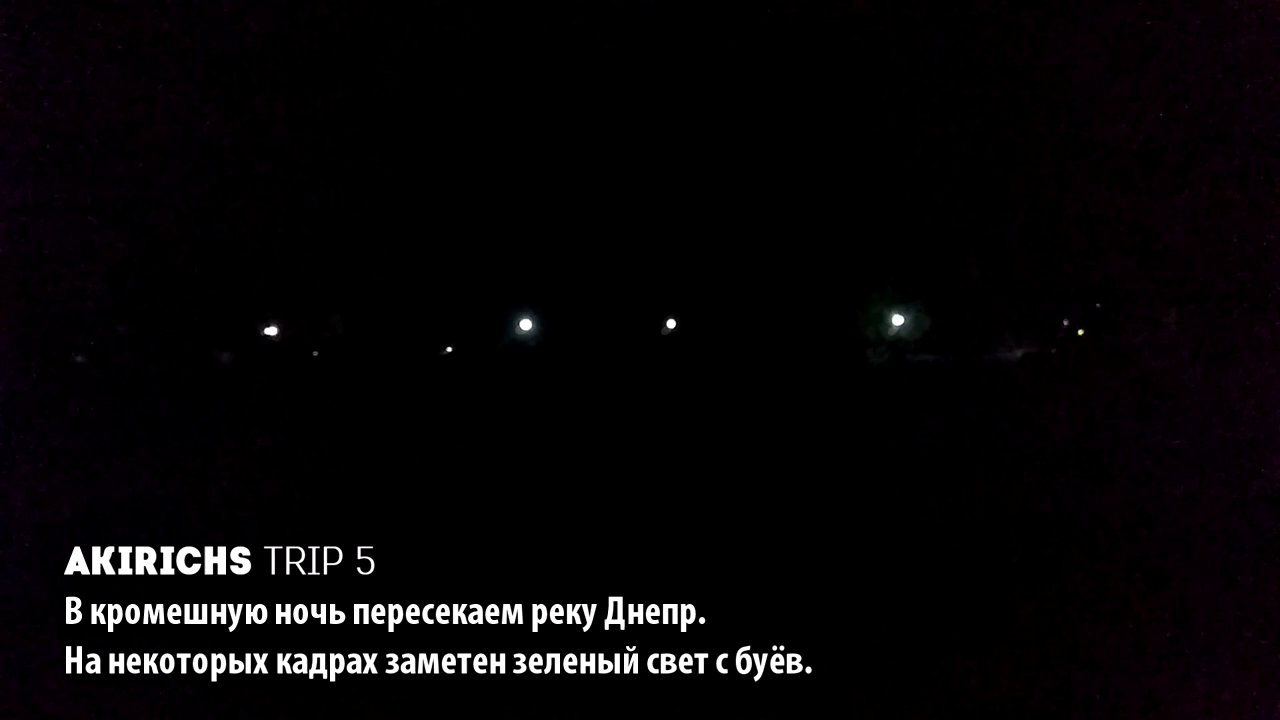 AKIRICHS TRIP 5
В кромешную ночь пересекаем реку Днепр.
На некоторых кадрах заметен зеленый свет с буёв.